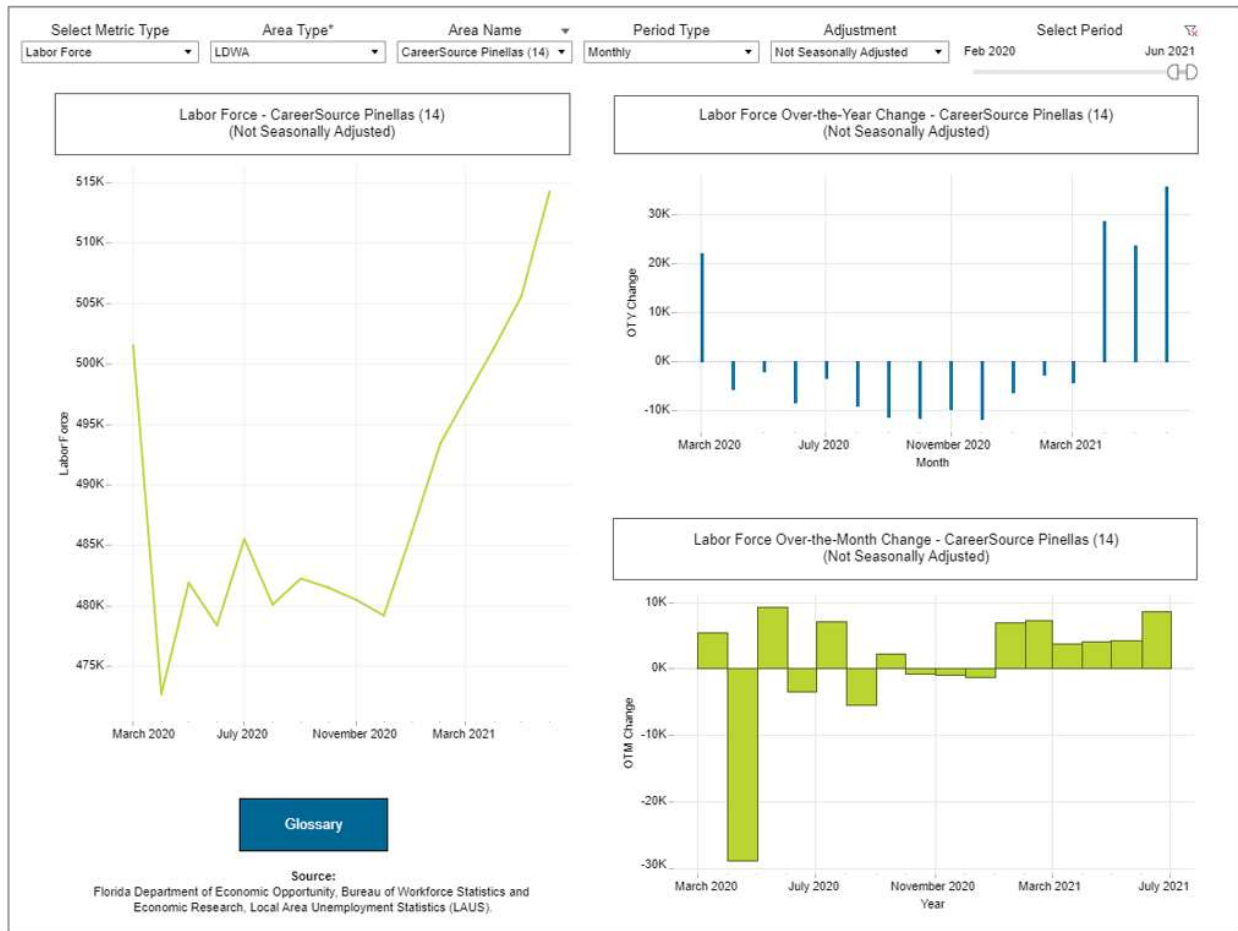 Select Metric Type
Labor Force
Area Type*
LDWA
Area Name
CareerSource Pinellas (14)
Period Type
Monthly
Adjustment
Not Seasonally Adjusted
Select Period
Feb 2020 Jun 2021
Labor Force - CareerSource Pinellas (14)
(Not Seasonally Adjusted)
515K
510K
505K
500K
495K
490K
485K
480K
475K
Labor Force
March 2020 July 2020 November 2020 March 2021
Glossary
Source:
Florida Department of Economic Opportunity, Bureau of Workforce Statistics and
Economic Research, Local Area Unemployment Statistics (LAUS).
Labor Force Over-the-Year Change - CareerSource Pinellas (14)
(Not Seasonally Adjusted)
30K
20K
10K
0K
-10K
OTY Change
March 2020 July 2020 November 2020 March 2021
Month
Labor Force Over-the-Month Change - CareerSource Pinellas (14)
(Not Seasonally Adjusted)
10K
0K
-10K
-20K
-30K
OTM Change
March 2020 July 2020 November 2020 March 2021 July 2021
Year